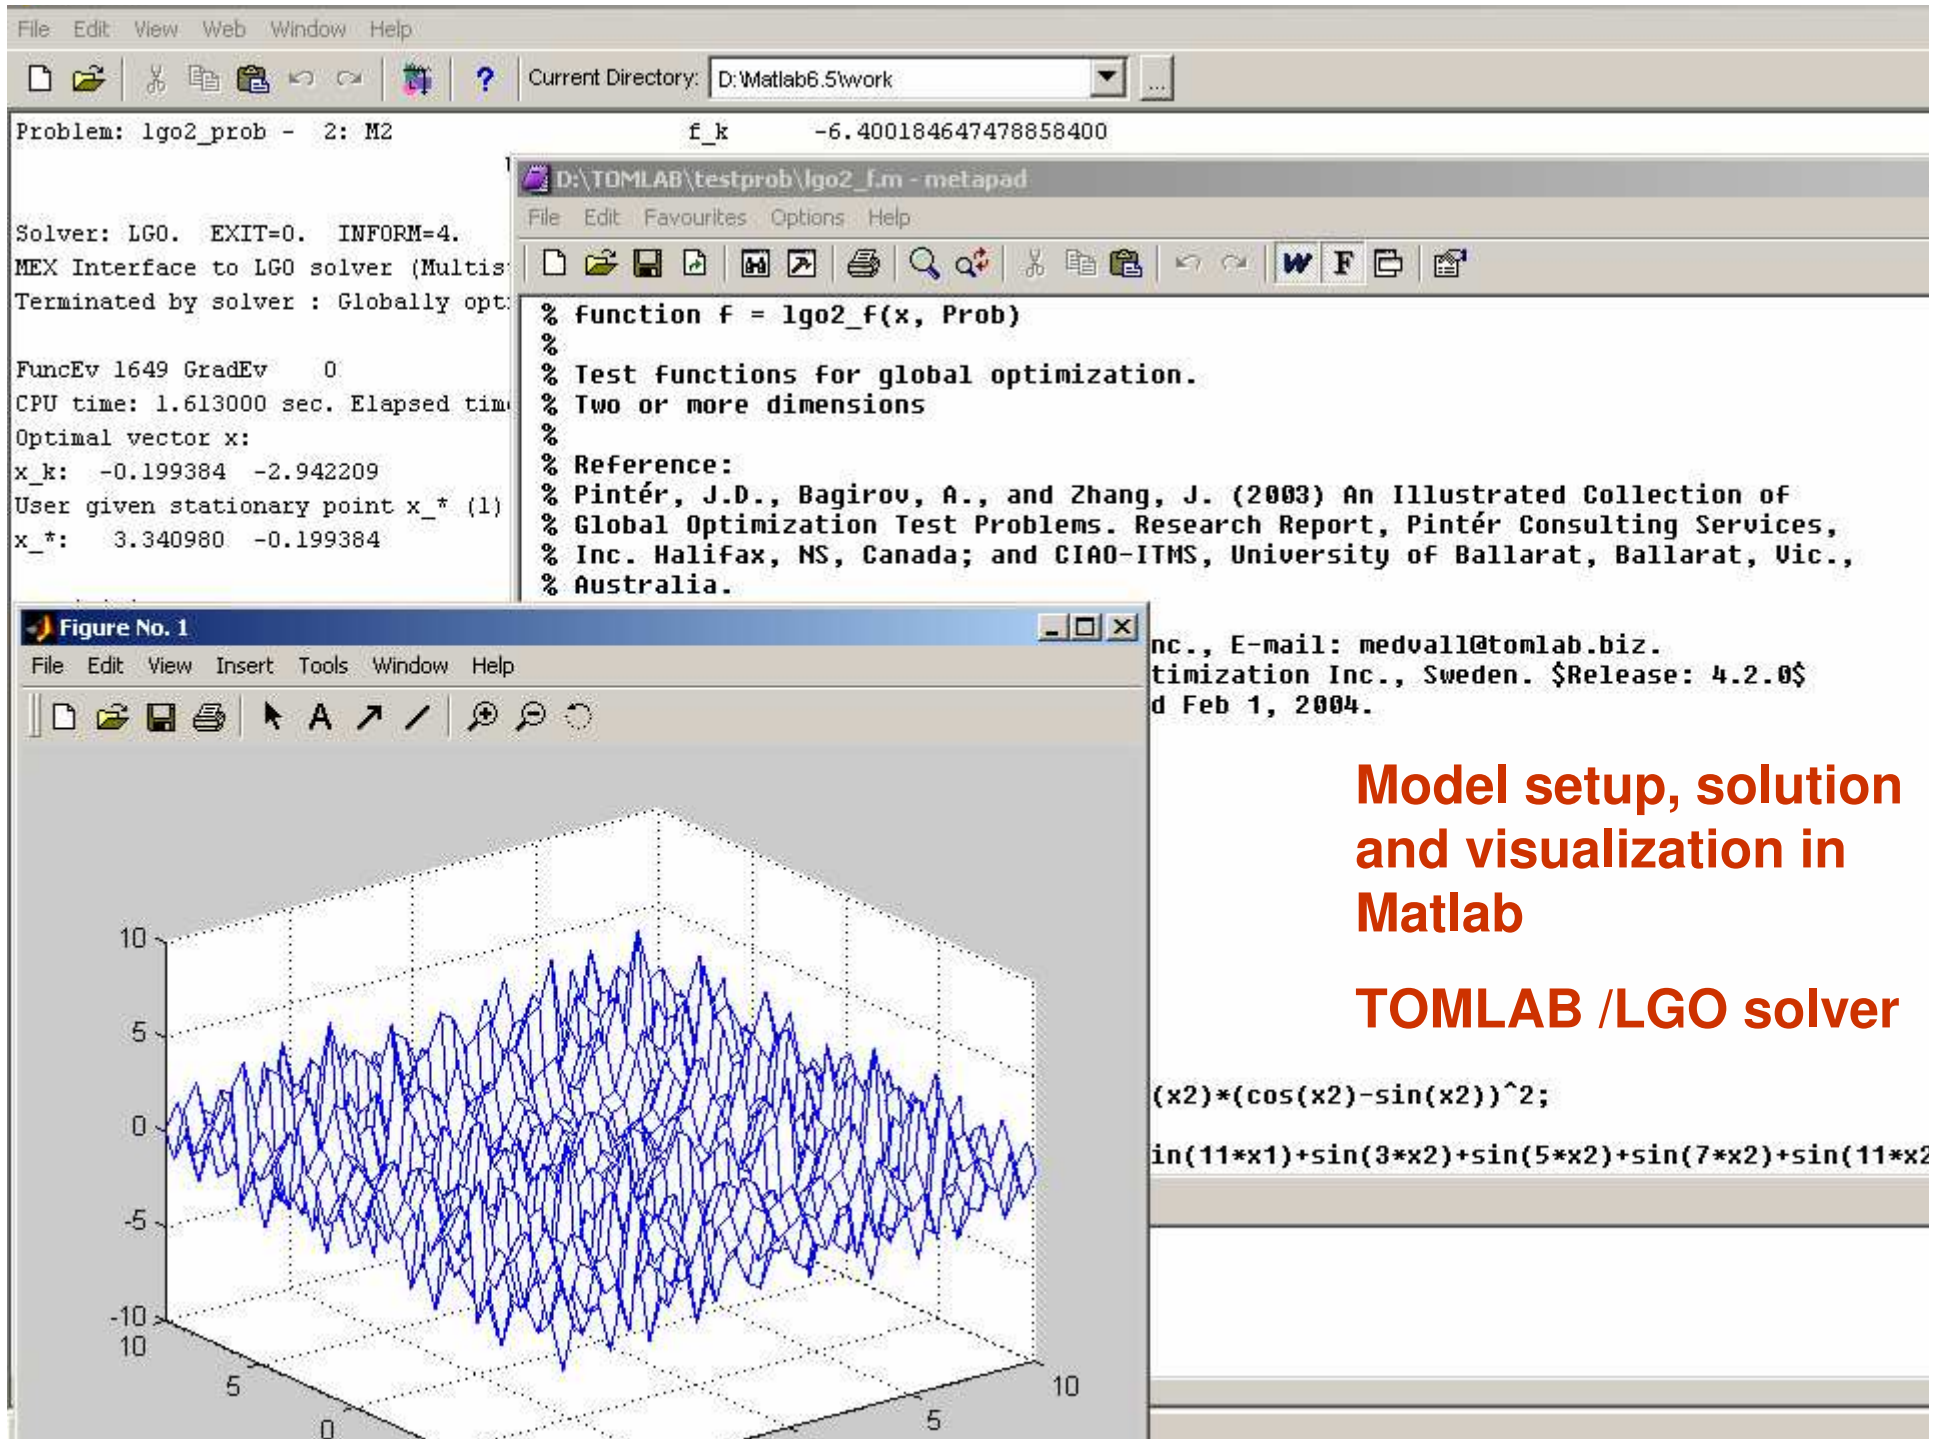 File Edit View Web Window Help
Current Directory: D:\Matlab6.5\work
...
Problem: lgo2_prob - 2: M2 f_k -6.400184647478858400
Solver: LGO. EXIT=0. INFORM=4.
MEX Interface to LGO solver (Multis
Terminated by solver : Globally opt
FuncEv 1649 GradEv 0
CPU time: 1.613000 sec. Elapsed tim
Optimal vector x:
x_k: -0.199384 -2.942209
User given stationary point x_* (1)
x_*: 3.340980 -0.199384
D:\TOMLAB\testprob\lgo2_f.m - metapad
File Edit Favourites Options Help
% function f = lgo2_f(x, Prob)
%
% Test functions for global optimization.
% Two or more dimensions
%
% Reference:
% Pintér, J.D., Bagirov, A., and Zhang, J. (2003) An Illustrated Collection of
% Global Optimization Test Problems. Research Report, Pintér Consulting Services,
% Inc. Halifax, NS, Canada; and CIAO-ITMS, University of Ballarat, Ballarat, Vic.,
% Australia.
nc., E-mail: medvall@tomlab.biz.
timization Inc., Sweden. $Release: 4.2.0$
d Feb 1, 2004.
(x2)*(cos(x2)-sin(x2))^2;
in(11*x1)+sin(3*x2)+sin(5*x2)+sin(7*x2)+sin(11*x2
Figure No. 1
File Edit View Insert Tools Window Help
10
5
0
-5
-10
10
5
0
5
10
Model setup, solution
and visualization in
Matlab
TOMLAB /LGO solver